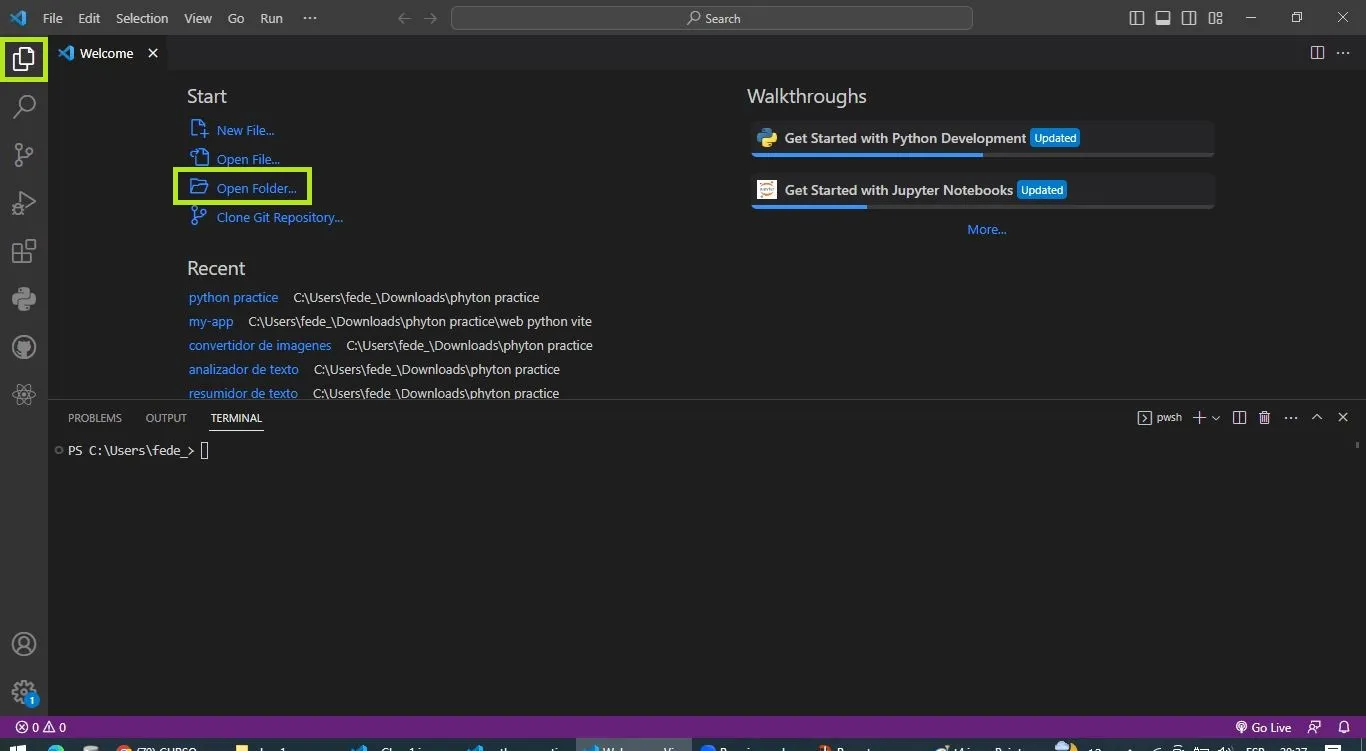 File Edit Selection View Go Run ···
Search
Welcome
Start
New File...
Open File...
Open Folder...
Clone Git Repository...
Recent
python practice C:\Users\fede_\Downloads\phyton practice
my-app C:\Users\fede_\Downloads\phyton practice\web python vite
convertidor de imagenes C:\Users\fede_\Downloads\phyton practice
analizador de texto C:\Users\fede_\Downloads\phyton practice
resumidor de texto C:\Users\fede_\Downloads\phyton practice
Walkthroughs
Get Started with Python Development Updated
Get Started with Jupyter Notebooks Updated
More...
PROBLEMS OUTPUT TERMINAL
pwsh
PS C:\Users\fede_>
1
0 0
Go Live